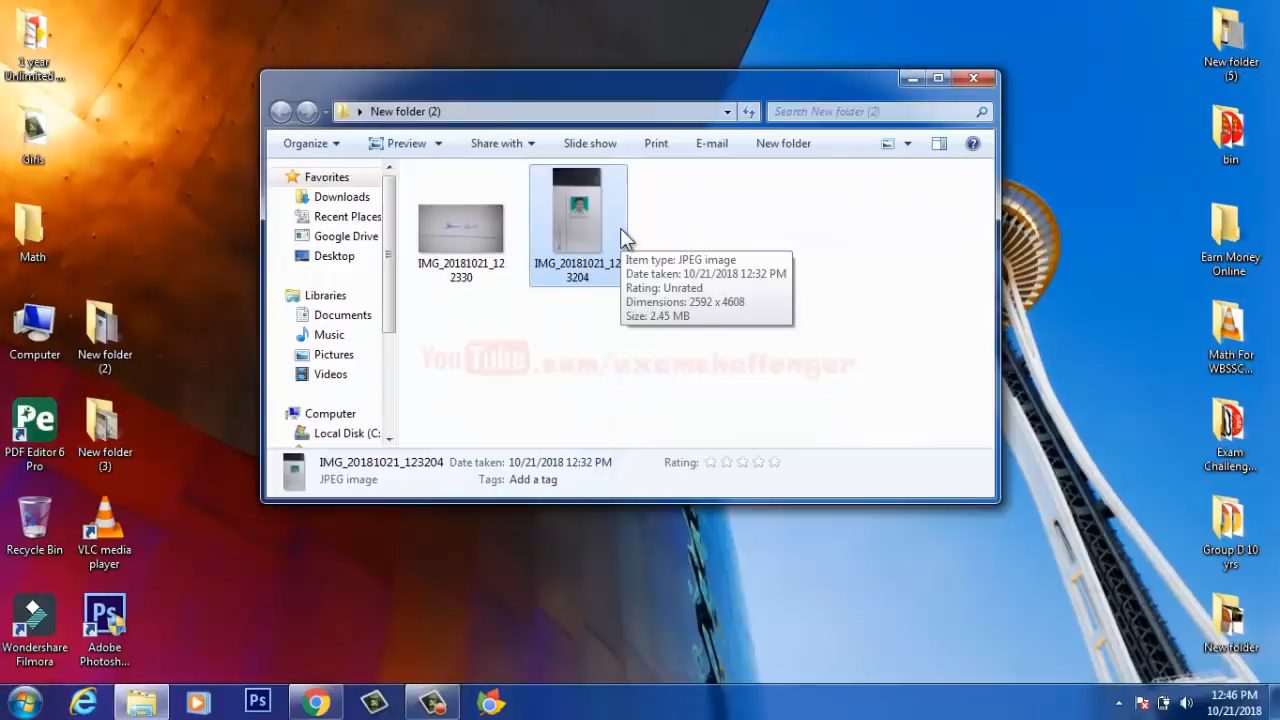 1 year
Unlimited ...
Girls
Math
Computer
New folder
(2)
PDF Editor 6
Pro
New folder
(3)
Recycle Bin
VLC media
player
Wondershare
Filmora
Adobe
Photosh...
New folder (2)
Search New folder (2)
Organize
Preview
Share with
Slide show
Print
E-mail
New folder
Favorites
Downloads
Recent Places
Google Drive
Desktop
Libraries
Documents
Music
Pictures
Videos
Computer
Local Disk (C:
IMG_20181021_12
2330
IMG_20181021_12
3204
Item type: JPEG image
Date taken: 10/21/2018 12:32 PM
Rating: Unrated
Dimensions: 2592 x 4608
Size: 2.45 MB
YouTube.com/examchallenger
IMG_20181021_123204
Date taken: 10/21/2018 12:32 PM
Rating:
JPEG image
Tags: Add a tag
New folder
(5)
bin
Earn Money
Online
Math For
WBSSC...
Exam
Challeng...
Group D 10
yrs
New folder
Pe
Ps
Ps
12:46 PM
10/21/2018